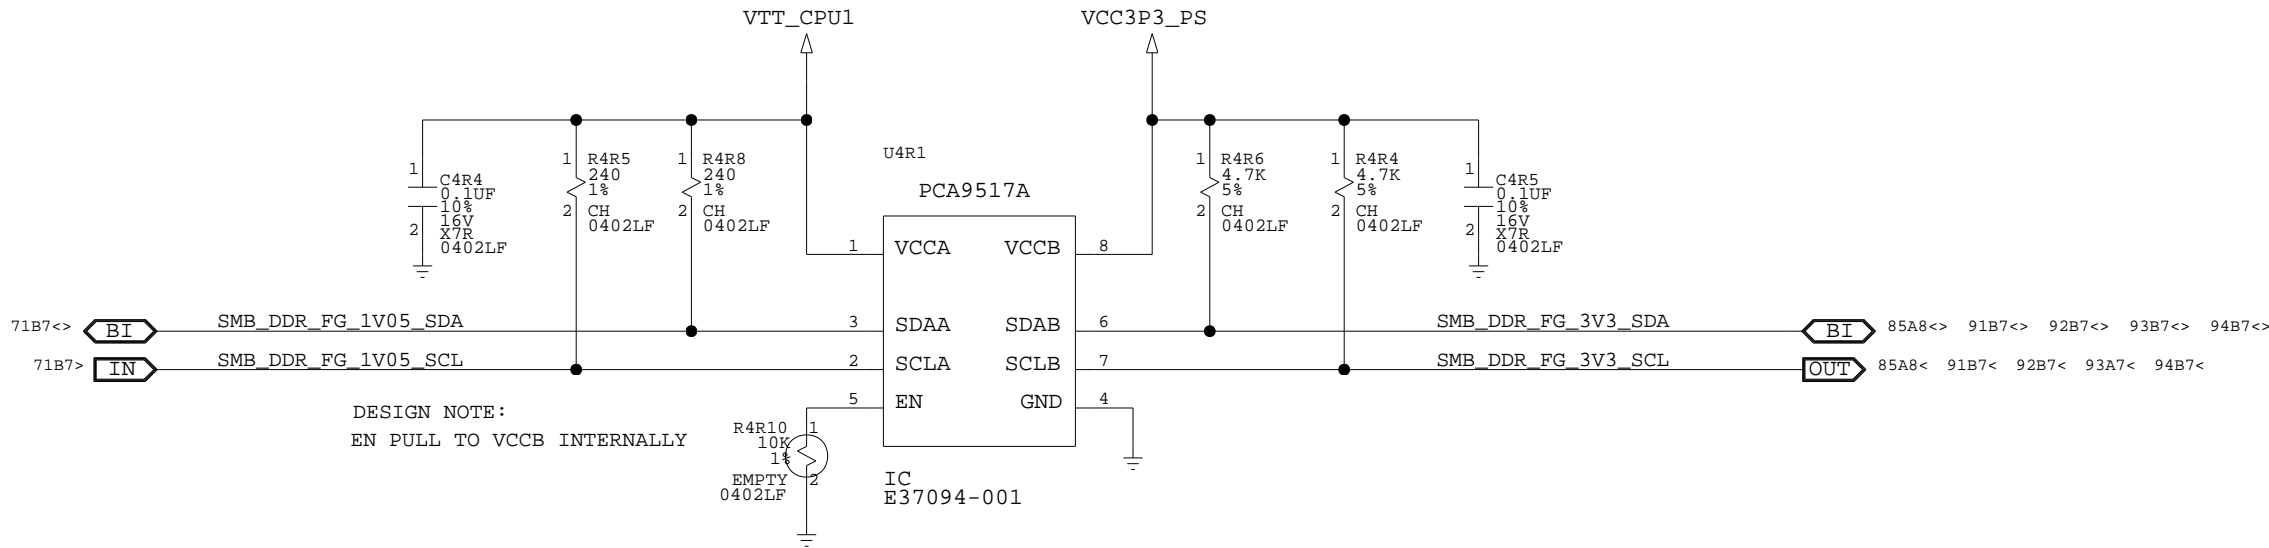 VTT_CPU1
VCC3P3_PS
U4R1
PCA9517A
1
C4R4
0.1UF
10%
16V
X7R
2
0402LF
1 R4R5
240
1%
2 CH
0402LF
1 R4R8
240
1%
2 CH
0402LF
1 R4R6
4.7K
5%
2 CH
0402LF
1 R4R4
4.7K
5%
2 CH
0402LF
1
C4R5
0.1UF
10%
16V
X7R
2
0402LF
1 VCCA VCCB 8
71B7<> BI SMB_DDR_FG_1V05_SDA 3 SDAA SDAB 6 SMB_DDR_FG_3V3_SDA BI 85A8<> 91B7<> 92B7<> 93B7<> 94B7<>
71B7> IN SMB_DDR_FG_1V05_SCL 2 SCLA SCLB 7 SMB_DDR_FG_3V3_SCL OUT 85A8< 91B7< 92B7< 93A7< 94B7<
5 EN GND 4
DESIGN NOTE:
EN PULL TO VCCB INTERNALLY
R4R10 1
10K
1%
EMPTY 2
0402LF
IC
E37094-001